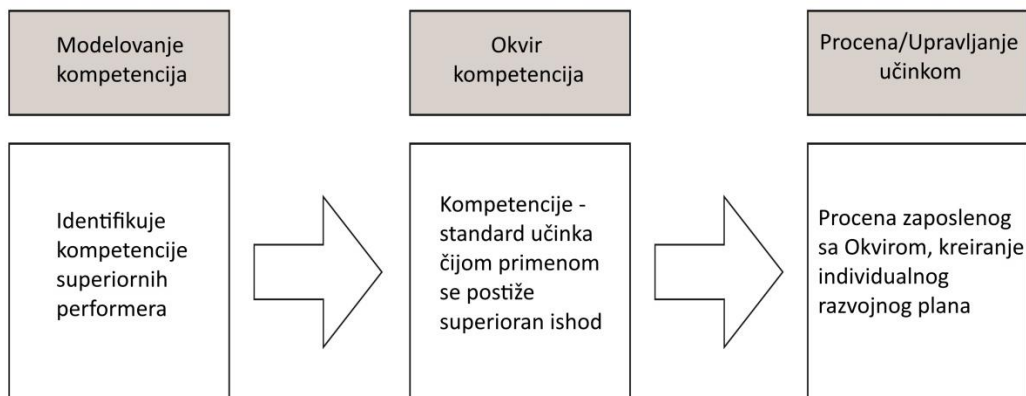 Modelovanje
kompetencija
Okvir
kompetencija
Procena/Upravljanje
učinkom
Identifikuje
kompetencije
superiornih
performera
Kompetencije -
standard učinka
čijom primenom
se postiže
superioran ishod
Procena zaposlenog
sa Okvirom, kreiranje
individualnog
razvojnog plana